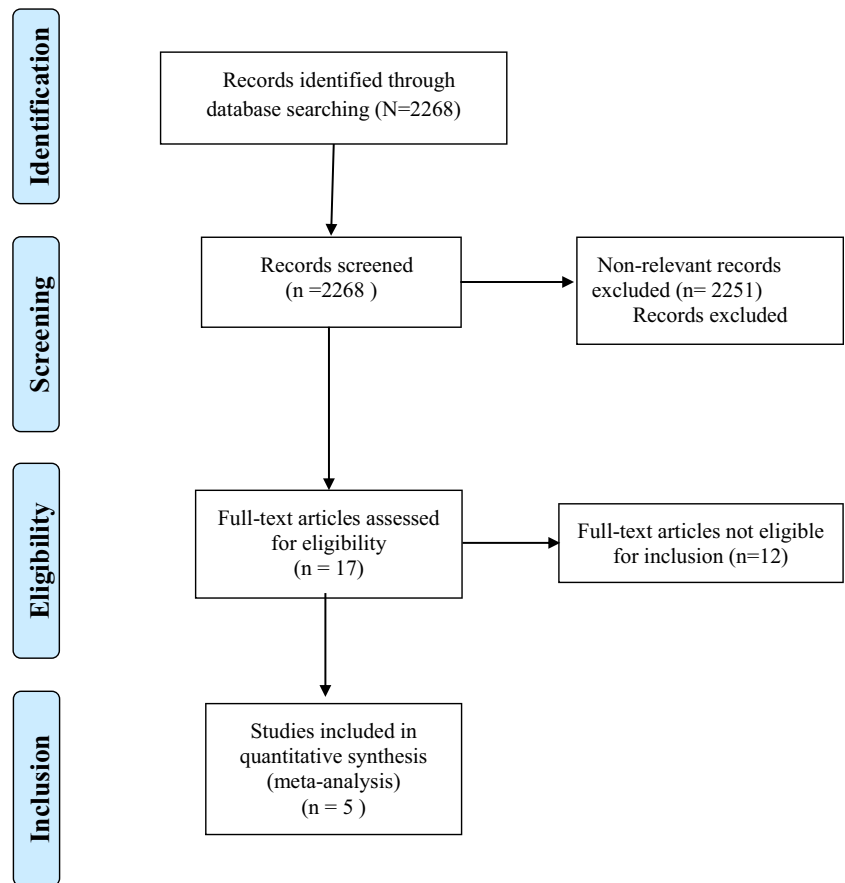 Identification
Records identified through
database searching (N=2268)
Screening
Records screened
(n =2268 )
Non-relevant records
excluded (n= 2251)
Records excluded
Eligibility
Full-text articles assessed
for eligibility
(n = 17)
Full-text articles not eligible
for inclusion (n=12)
Inclusion
Studies included in
quantitative synthesis
(meta-analysis)
(n = 5 )